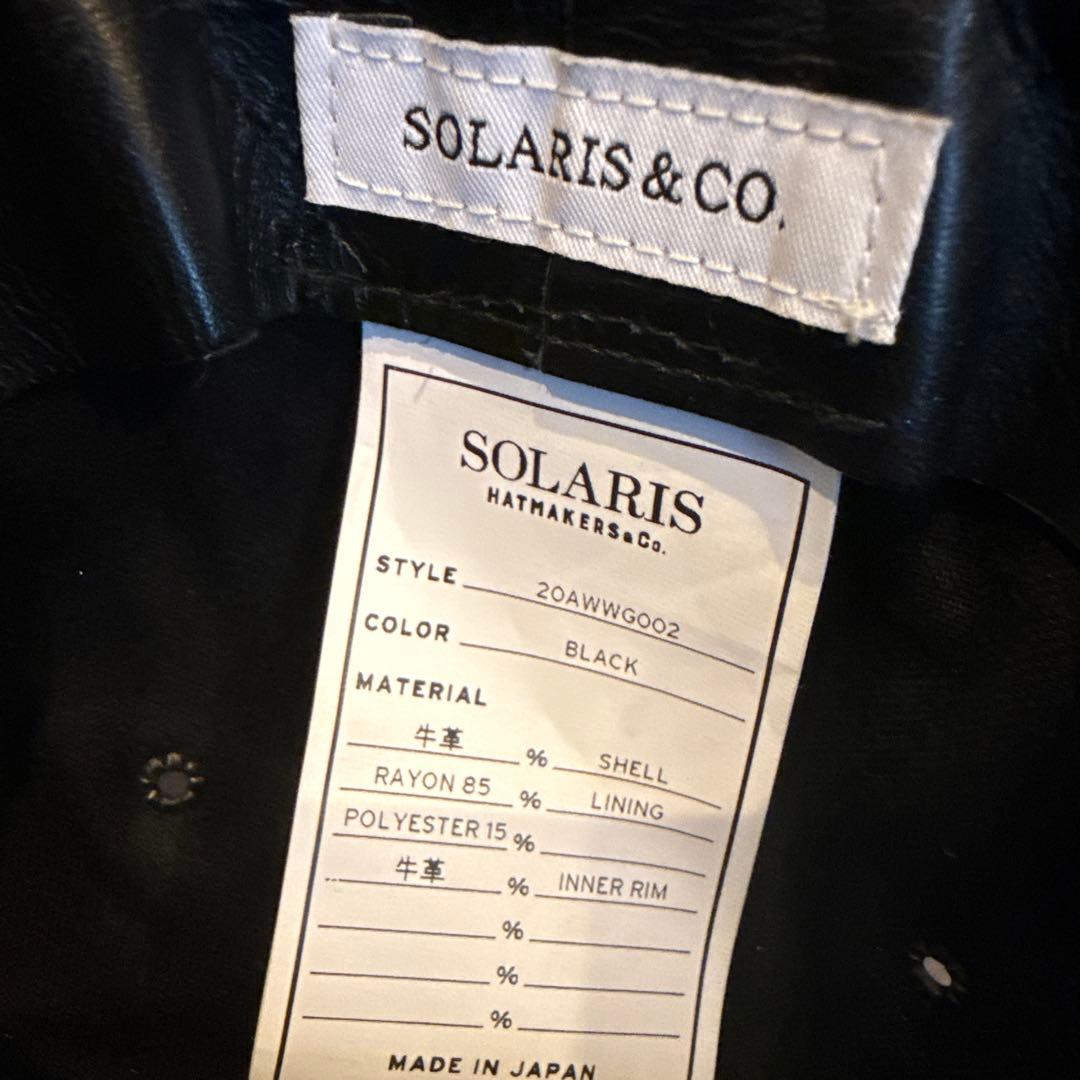 SOLARIS&CO.
SOLARIS
HATMAKERS&Co.
STYLE 20AWWG002
COLOR BLACK
MATERIAL
牛革 % SHELL
RAYON 85 % LINING
POLYESTER 15 %
牛革 % INNER RIM
%
%
%
MADE IN JAPAN